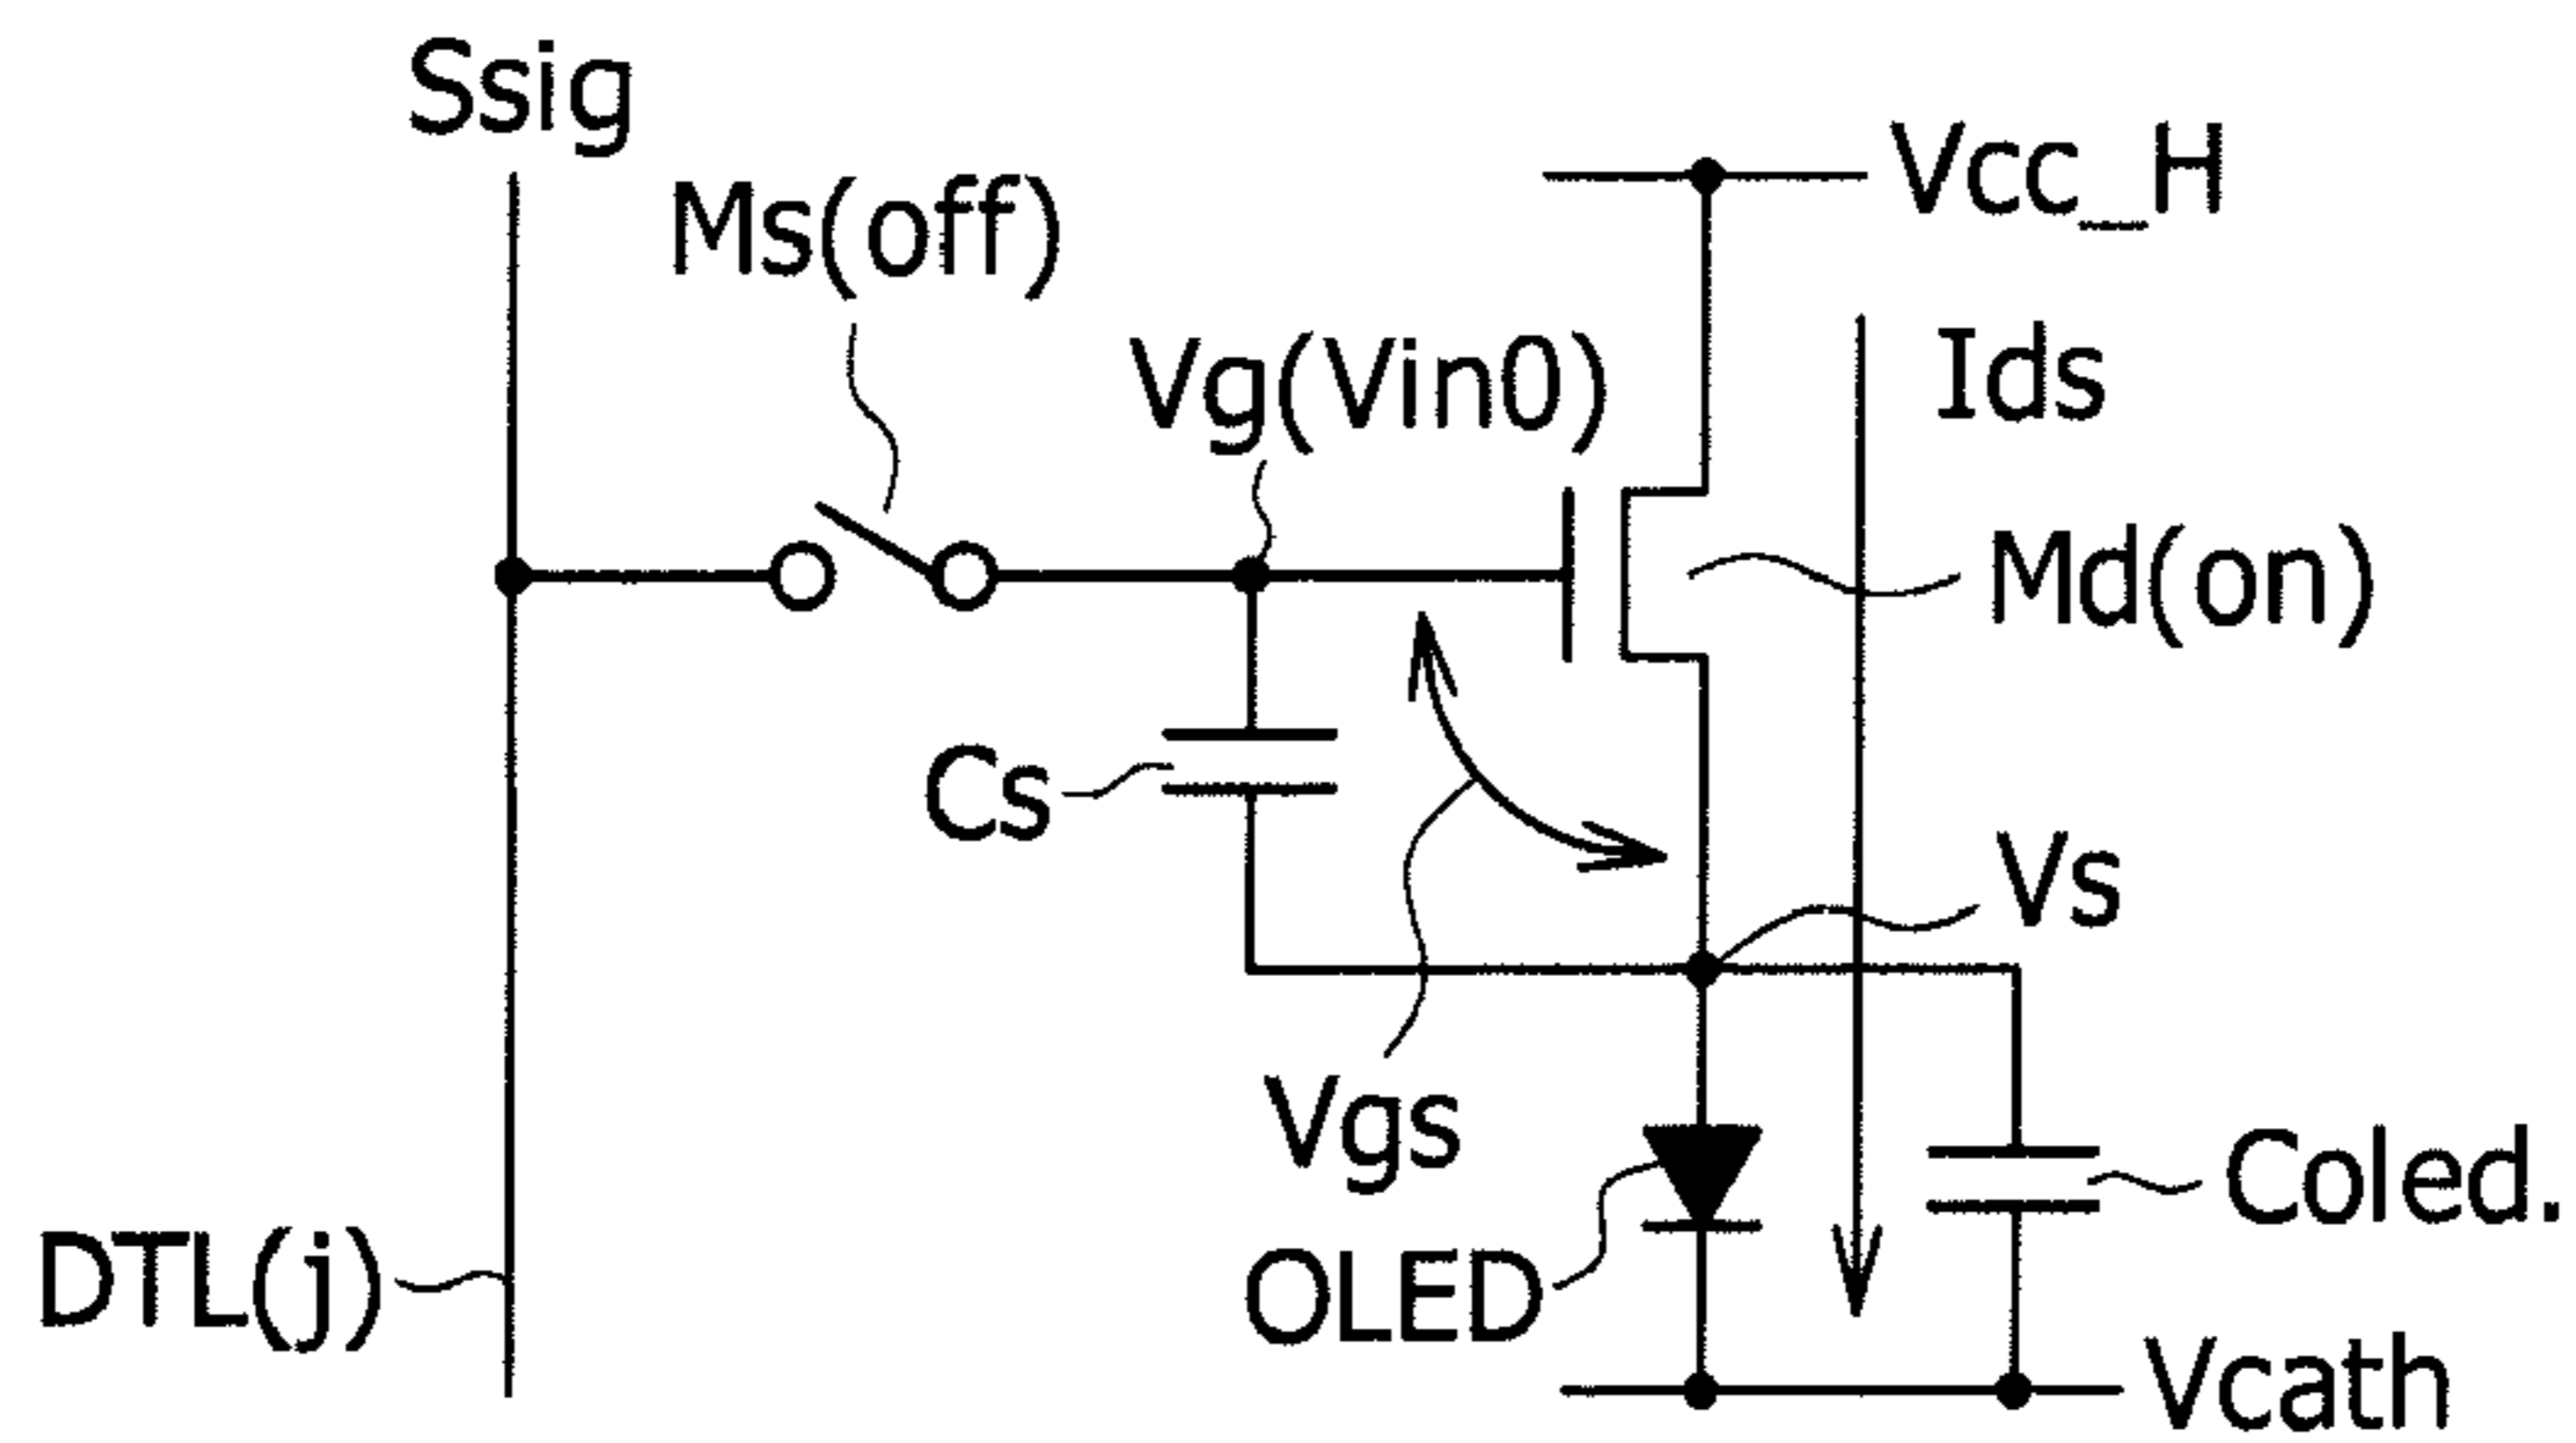 Ssig
Vcc_H
Ms(off)
Vg(Vin0)
Ids
Md(on)
Cs
Vs
Vgs
Coled.
DTL(j)
OLED
Vcath